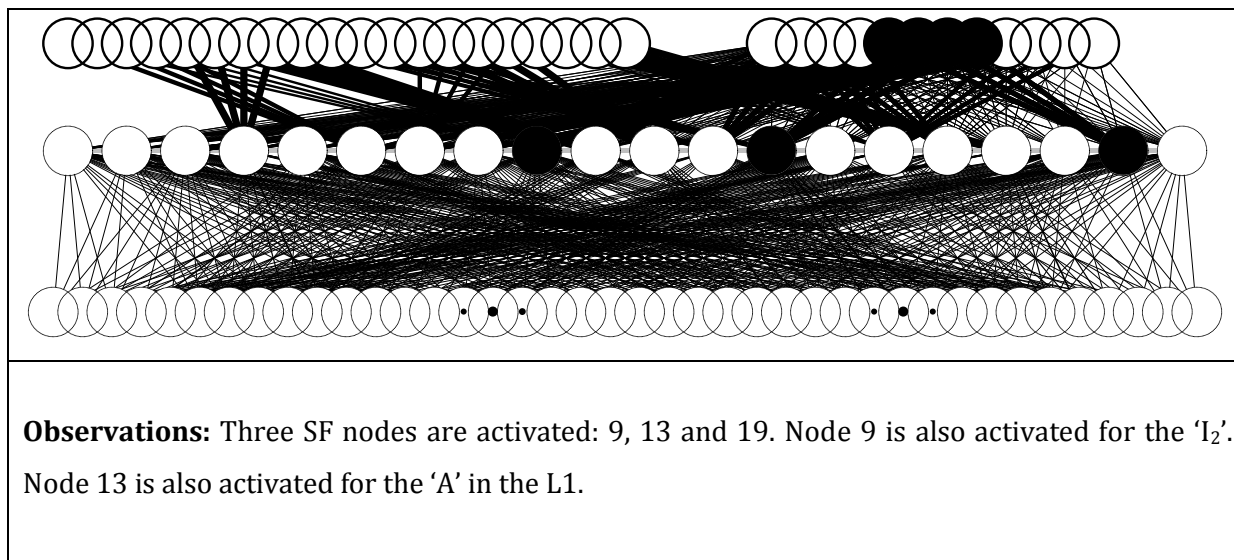 Observations: Three SF nodes are activated: 9, 13 and 19. Node 9 is also activated for the ‘I₂’.
Node 13 is also activated for the ‘A’ in the L1.